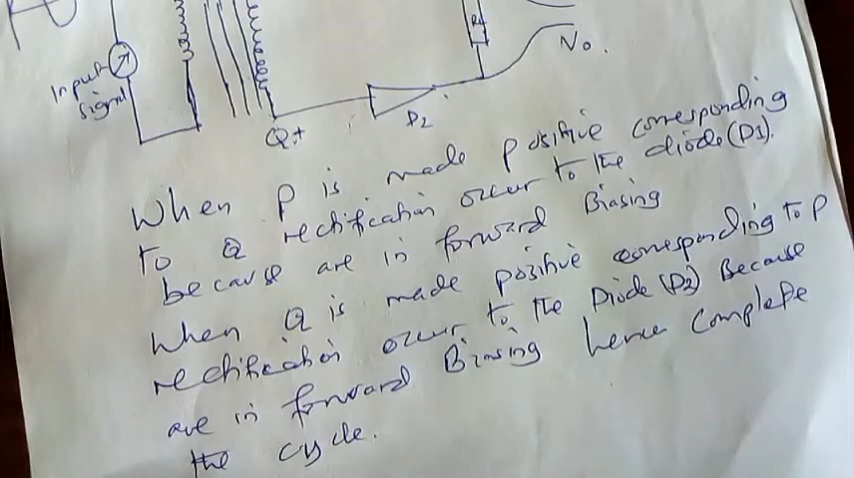 Input
signal
R
No.
Q+
D2
When P is made positive corresponding
to Q rectification occur to the diode (D1).
because are in forward Biasing
When Q is made positive corresponding to P
rectification occur to the Diode (D2) Because
are in forward Biasing hence complete
the cycle.